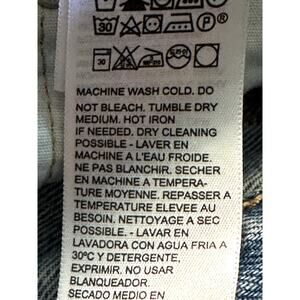 30
P
30
MACHINE WASH COLD. DO
NOT BLEACH. TUMBLE DRY
MEDIUM. HOT IRON
IF NEEDED. DRY CLEANING
POSSIBLE - LAVER EN
MACHINE A L'EAU FROIDE.
NE PAS BLANCHIR. SECHER
EN MACHINE A TEMPERA-
TURE MOYENNE. REPASSER A
TEMPERATURE ELEVEE AU
BESOIN. NETTOYAGE A SEC
POSSIBLE. - LAVAR EN
LAVADORA CON AGUA FRIA A
30ºC Y DETERGENTE,
EXPRIMIR. NO USAR
BLANQUEADOR.
SECADO MEDIO EN